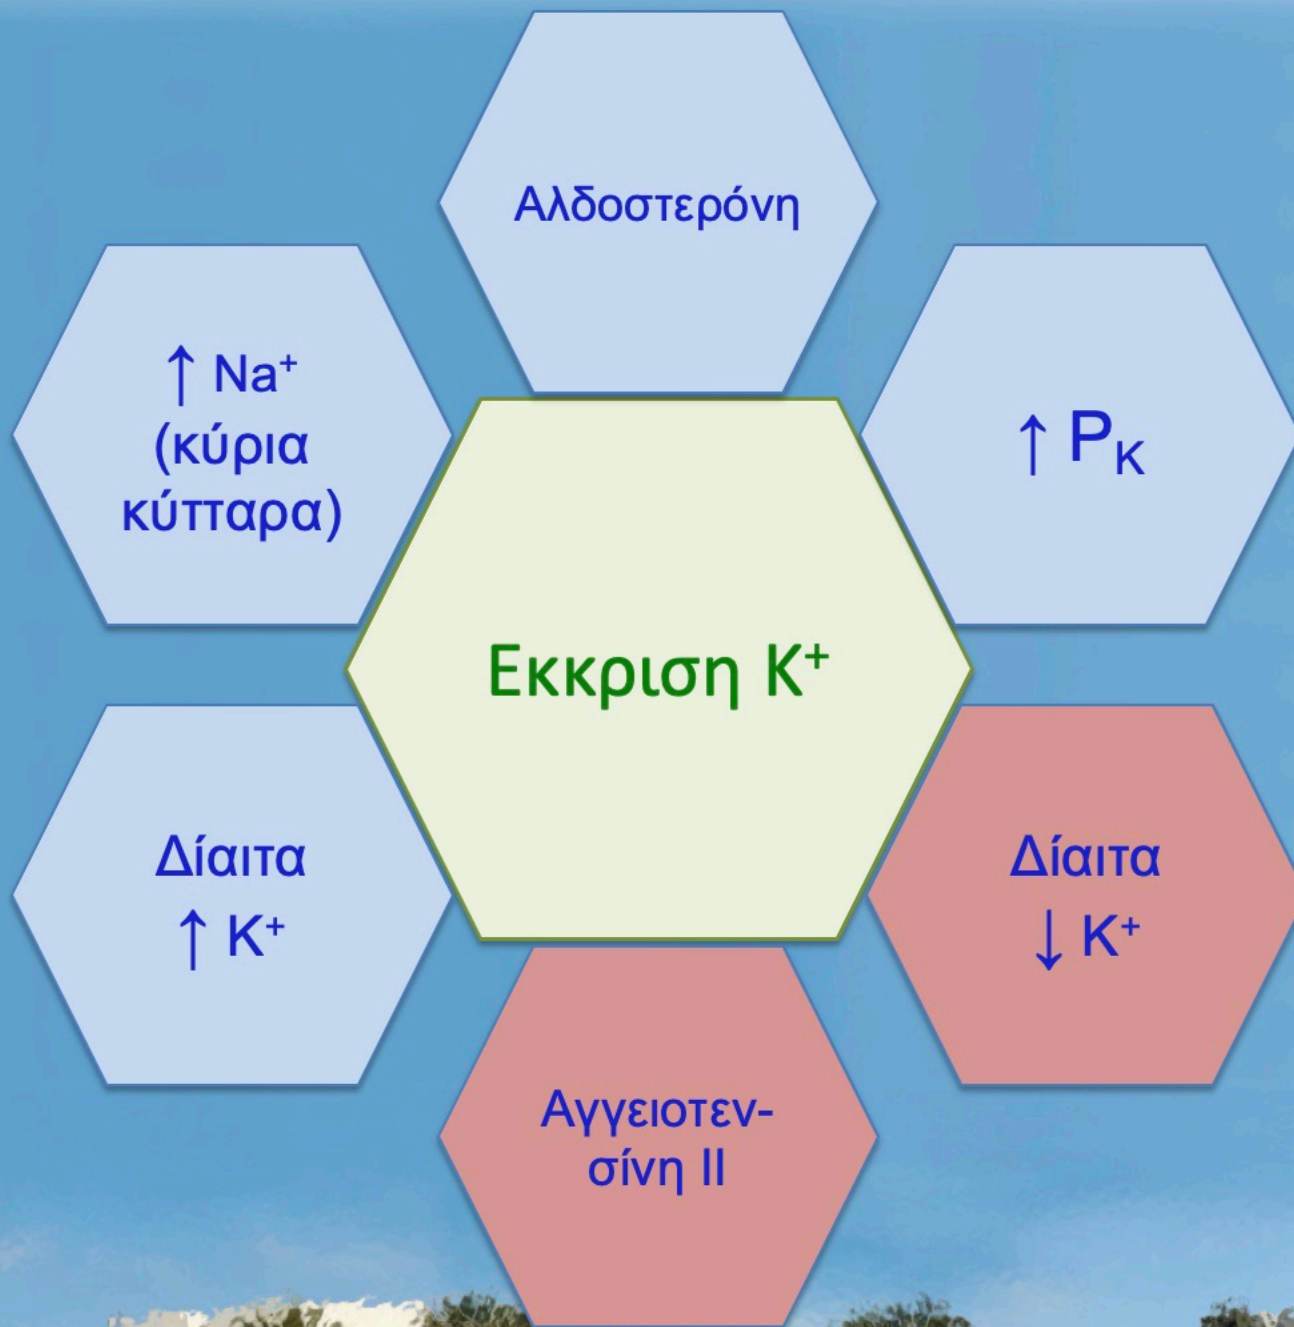 Αλδοστερόνη
↑ Na⁺
(κύρια
κύτταρα)
↑ P_K
Εκκριση K⁺
Δίαιτα
↑ K⁺
Δίαιτα
↓ K⁺
Αγγειοτεν-
σίνη II